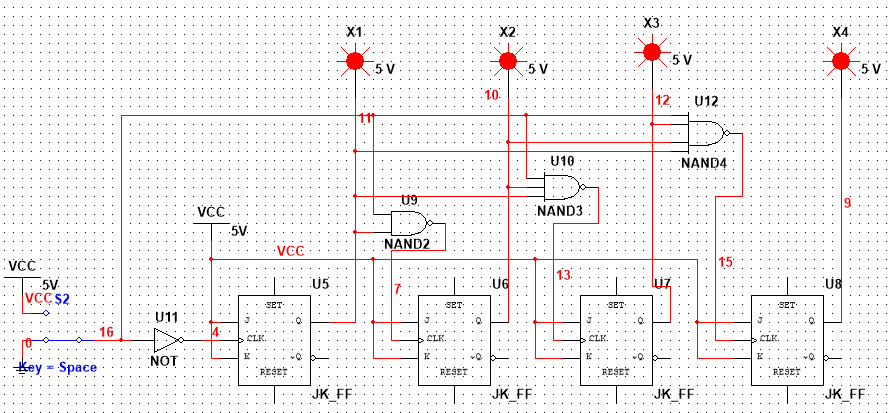 X1
X2
X3
X4
5 V
5 V
5 V
5 V
10
12
U12
11
NAND4
U10
U9
NAND3
9
VCC
5V
NAND2
VCC
VCC
5V
13
15
7
U5
U6
U7
U8
VCC
S2
SET
SET
SET
SET
U11
16
4
J
Q
J
Q
J
Q
J
Q
0
CLK
CLK
CLK
CLK
NOT
K
~Q
K
~Q
K
~Q
K
~Q
Key = Space
RESET
RESET
RESET
RESET
JK_FF
JK_FF
JK_FF
JK_FF